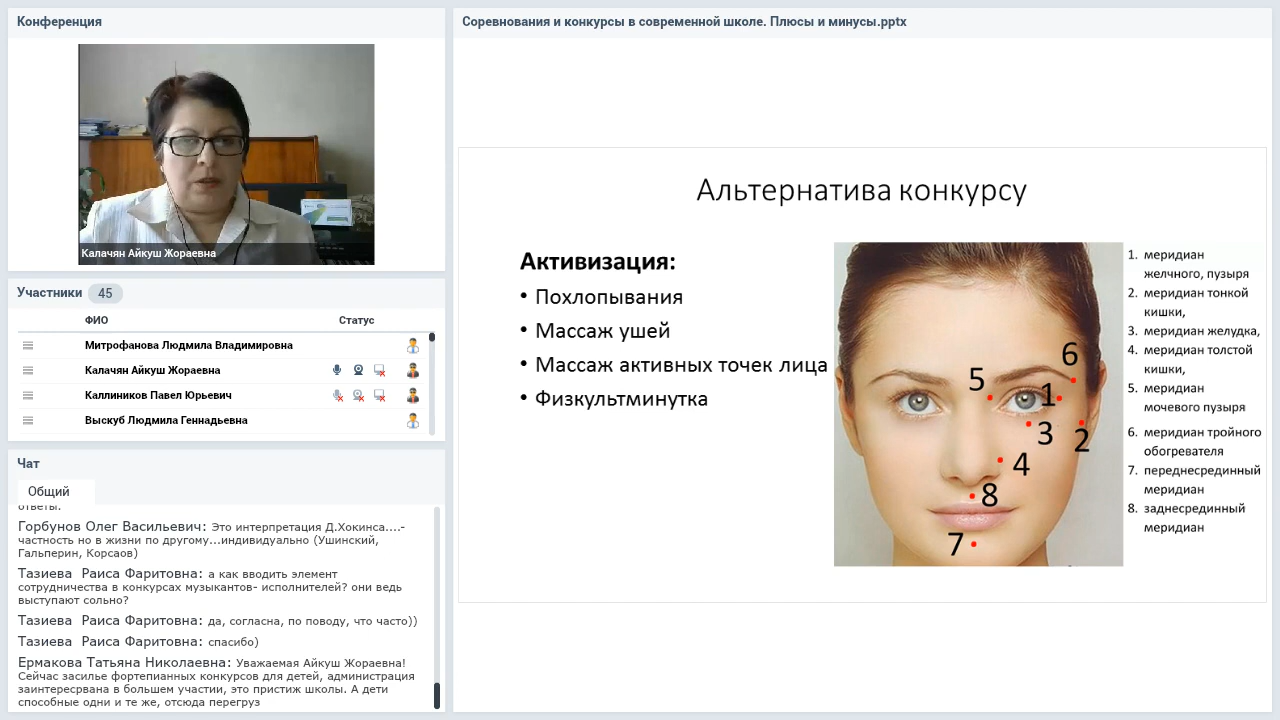 Конференция
Калачян Айкуш Жораевна
Участники 45
ФИО Статус
Митрофанова Людмила Владимировна
Калачян Айкуш Жораевна
Каллиников Павел Юрьевич
Выскуб Людмила Геннадьевна
Чат
Общий
ответы.
Горбунов Олег Васильевич: Это интерпретация Д.Хокинса....-
частность но в жизни по другому...индивидуально (Ушинский,
Гальперин, Корсаов)
Тазиева Раиса Фаритовна: а как вводить элемент
сотрудничества в конкурсах музыкантов- исполнителей? они ведь
выступают сольно?
Тазиева Раиса Фаритовна: да, согласна, по поводу, что часто))
Тазиева Раиса Фаритовна: спасибо)
Ермакова Татьяна Николаевна: Уважаемая Айкуш Жораевна!
Сейчас засилье фортепианных конкурсов для детей, администрация
заинтересрвана в большем участии, это пристиж школы. А дети
способные одни и те же, отсюда перегруз
Соревнования и конкурсы в современной школе. Плюсы и минусы.pptx
Альтернатива конкурсу
Активизация:
• Похлопывания
• Массаж ушей
• Массаж активных точек лица
• Физкультминутка
6
5
1
3
2
4
8
7
1. меридиан
желчного, пузыря
2. меридиан тонкой
кишки,
3. меридиан желудка,
4. меридиан толстой
кишки,
5. меридиан
мочевого пузыря
6. меридиан тройного
обогревателя
7. переднесрединный
меридиан
8. заднесрединный
меридиан